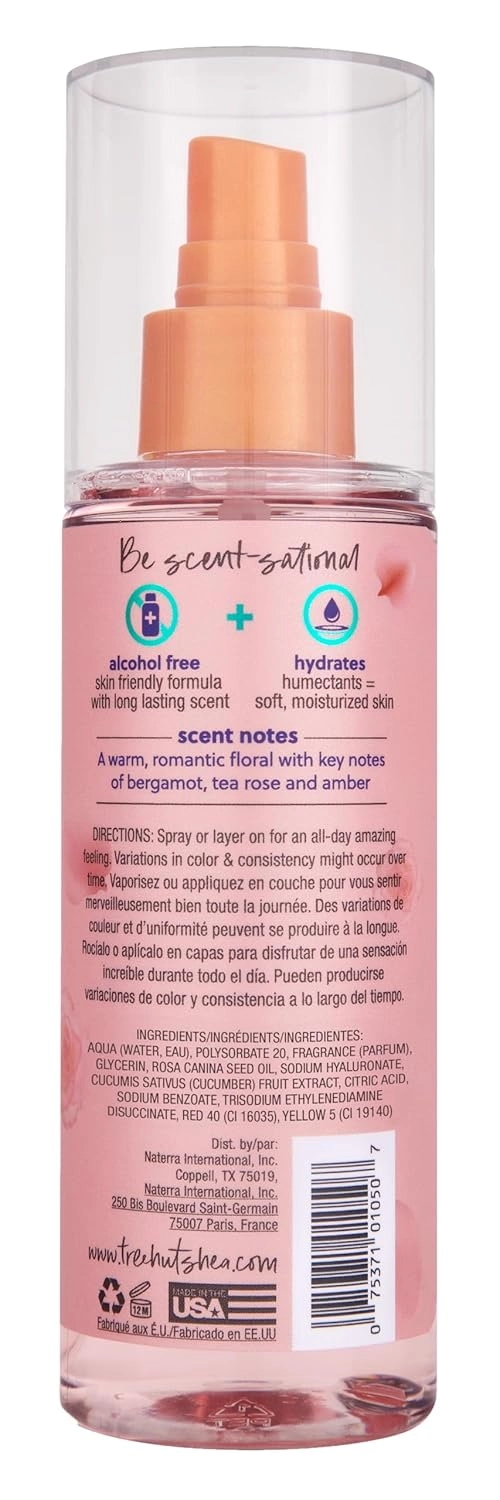 Be scent-sational
alcohol free
skin friendly formula
with long lasting scent
+
hydrates
humectants =
soft, moisturized skin
scent notes
A warm, romantic floral with key notes
of bergamot, tea rose and amber
DIRECTIONS: Spray or layer on for an all-day amazing
feeling. Variations in color & consistency might occur over
time. Vaporisez ou appliquez en couche pour vous sentir
merveilleusement bien toute la journée. Des variations de
couleur et d'uniformité peuvent se produire à la longue.
Rocíalo o aplícalo en capas para disfrutar de una sensación
increíble durante todo el día. Pueden producirse
variaciones de color y consistencia a lo largo del tiempo.
INGREDIENTS/INGRÉDIENTS/INGREDIENTES:
AQUA (WATER, EAU), POLYSORBATE 20, FRAGRANCE (PARFUM),
GLYCERIN, ROSA CANINA SEED OIL, SODIUM HYALURONATE,
CUCUMIS SATIVUS (CUCUMBER) FRUIT EXTRACT, CITRIC ACID,
SODIUM BENZOATE, TRISODIUM ETHYLENEDIAMINE
DISUCCINATE, RED 40 (CI 16035), YELLOW 5 (CI 19140)
Dist. by/par:
Naterra International, Inc.
Coppell, TX 75019,
Naterra International, Inc.
250 Bis Boulevard Saint-Germain
75007 Paris, France
www.treehutshea.com
12M
MADE IN THE
USA
Fabriqué aux É.U./Fabricado en EE.UU
0 75371 01050 7